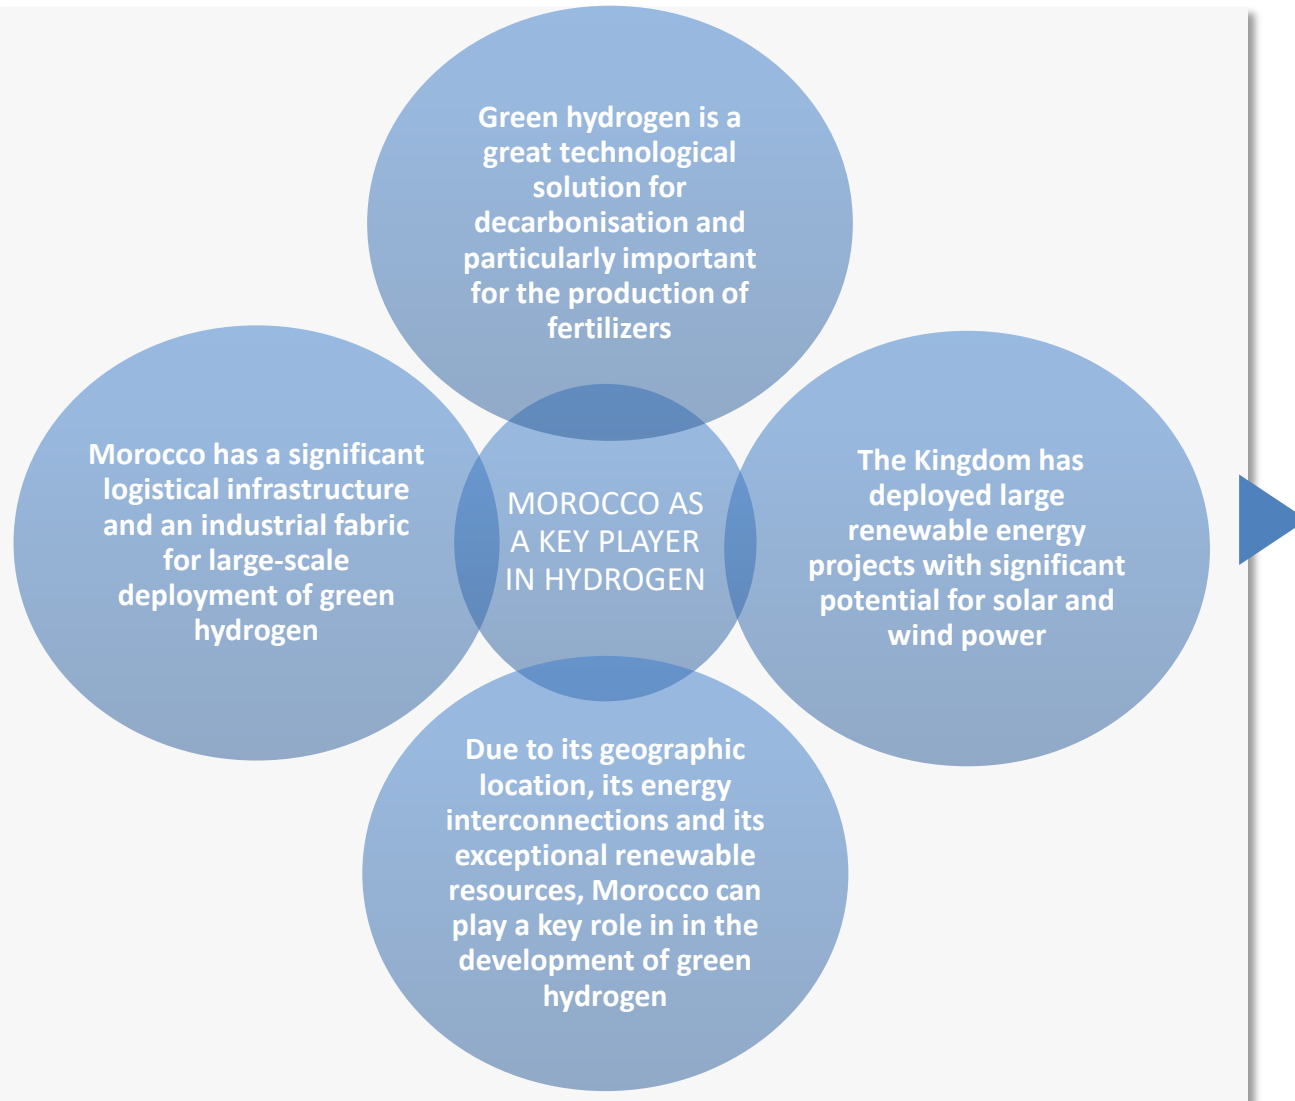 Green hydrogen is a
great technological
solution for
decarbonisation and
particularly important
for the production of
fertilizers
Morocco has a significant
logistical infrastructure
and an industrial fabric
for large-scale
deployment of green
hydrogen
MOROCCO AS
A KEY PLAYER
IN HYDROGEN
The Kingdom has
deployed large
renewable energy
projects with significant
potential for solar and
wind power
Due to its geographic
location, its energy
interconnections and its
exceptional renewable
resources, Morocco can
play a key role in in the
development of green
hydrogen